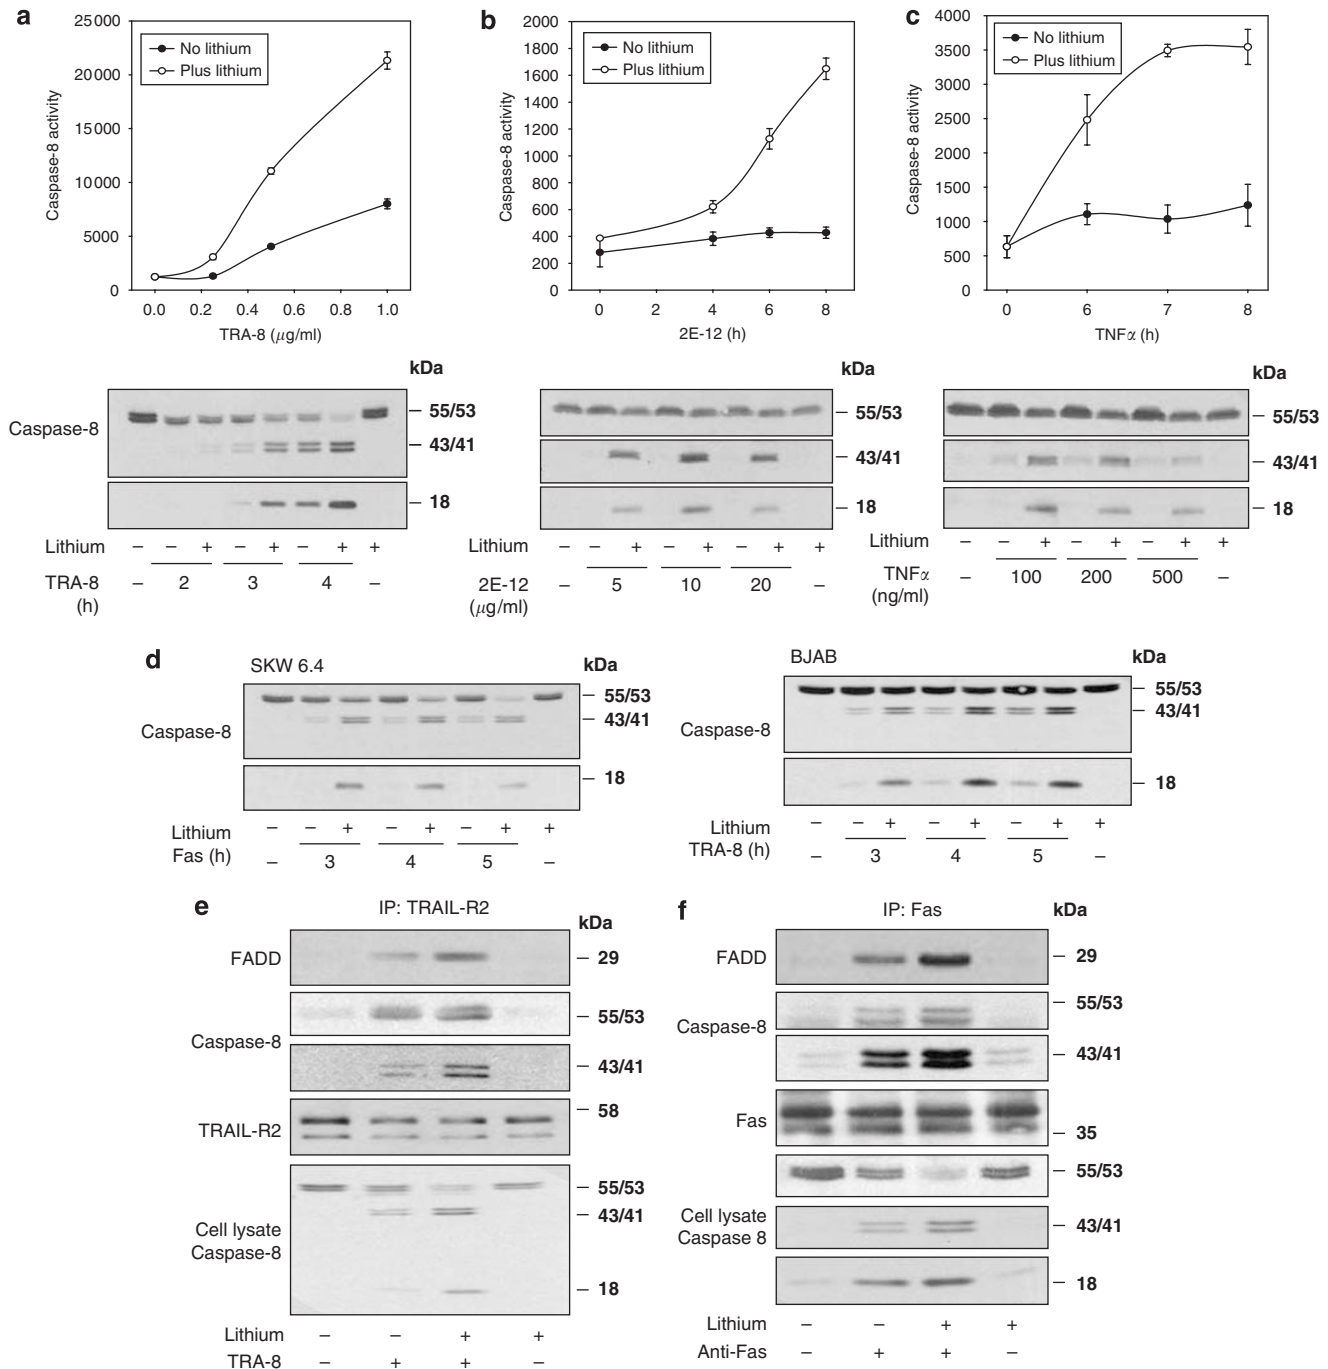 a
25 000
20 000
15 000
10 000
5000
0
Caspase-8 activity
No lithium
Plus lithium
0.0 0.2 0.4 0.6 0.8 1.0
TRA-8 (μg/ml)
b
2000
1800
1600
1400
1200
1000
800
600
400
200
0
Caspase-8 activity
No lithium
Plus lithium
0 2 4 6 8
2E-12 (h)
c
4000
3500
3000
2500
2000
1500
1000
500
0
Caspase-8 activity
No lithium
Plus lithium
0 6 7 8
TNFα (h)
kDa
Caspase-8
55/53
43/41
18
Lithium – – + – + – + +
TRA-8 – 2 3 4 –
(h)
kDa
55/53
43/41
18
Lithium – – + – + – + +
2E-12 – 5 10 20 –
(μg/ml)
kDa
55/53
43/41
18
Lithium – – + – + – + +
TNFα – 100 200 500 –
(ng/ml)
d
SKW 6.4
kDa
Caspase-8
55/53
43/41
18
Lithium – – + – + – + +
Fas (h) – 3 4 5 –
BJAB
kDa
Caspase-8
55/53
43/41
18
Lithium – – + – + – + +
TRA-8 (h) – 3 4 5 –
e
IP: TRAIL-R2
kDa
FADD
29
Caspase-8
55/53
43/41
TRAIL-R2
58
Cell lysate
Caspase-8
55/53
43/41
18
Lithium – – + +
TRA-8 – + + –
f
IP: Fas
kDa
FADD
29
Caspase-8
55/53
43/41
Fas
35
55/53
Cell lysate
Caspase 8
43/41
18
Lithium – – + +
Anti-Fas – + + –